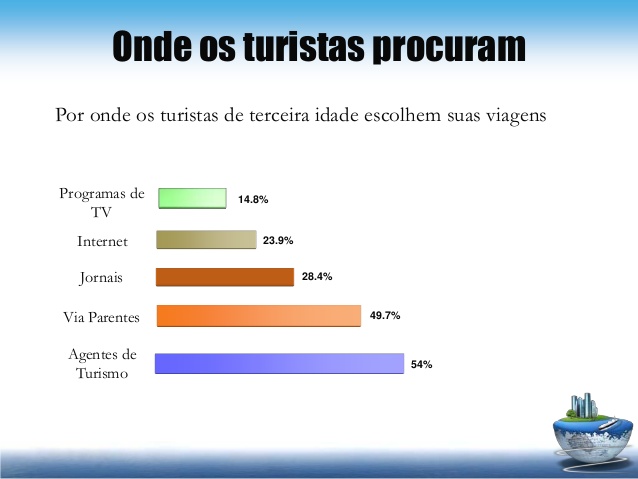 Onde os turistas procuram
Por onde os turistas de terceira idade escolhem suas viagens
Programas de
TV
14.8%
Internet
23.9%
Jornais
28.4%
Via Parentes
49.7%
Agentes de
Turismo
54%